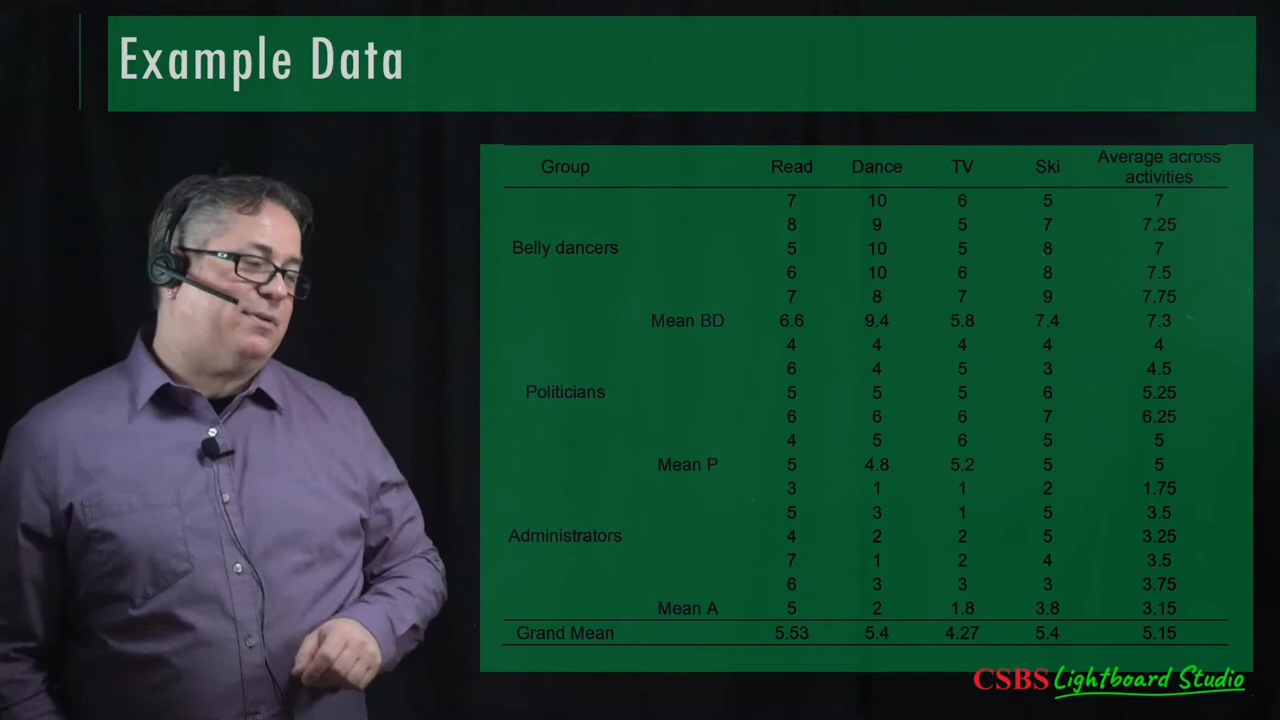 Example Data
Group Read Dance TV Ski Average across activities
7 10 6 5 7
8 9 5 7 7.25
Belly dancers 5 10 5 8 7
6 10 6 8 7.5
7 8 7 9 7.75
Mean BD 6.6 9.4 5.8 7.4 7.3
4 4 4 4 4
6 4 5 3 4.5
Politicians 5 5 5 6 5.25
6 6 6 7 6.25
4 5 6 5 5
Mean P 5 4.8 5.2 5 5
3 1 1 2 1.75
5 3 1 5 3.5
Administrators 4 2 2 5 3.25
7 1 2 4 3.5
6 3 3 3 3.75
Mean A 5 2 1.8 3.8 3.15
Grand Mean 5.53 5.4 4.27 5.4 5.15
CSBS Lightboard Studio